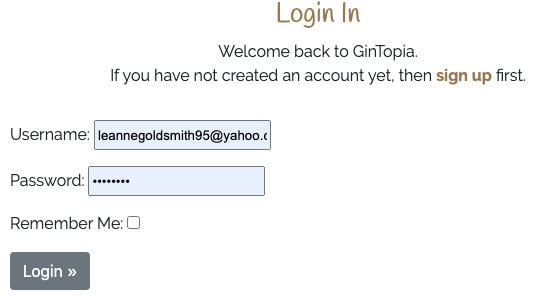 Login In
Welcome back to GinTopia.
If you have not created an account yet, then sign up first.
Username: leannegoldsmith95@yahoo.c
Password: ••••••••
Remember Me:
Login »